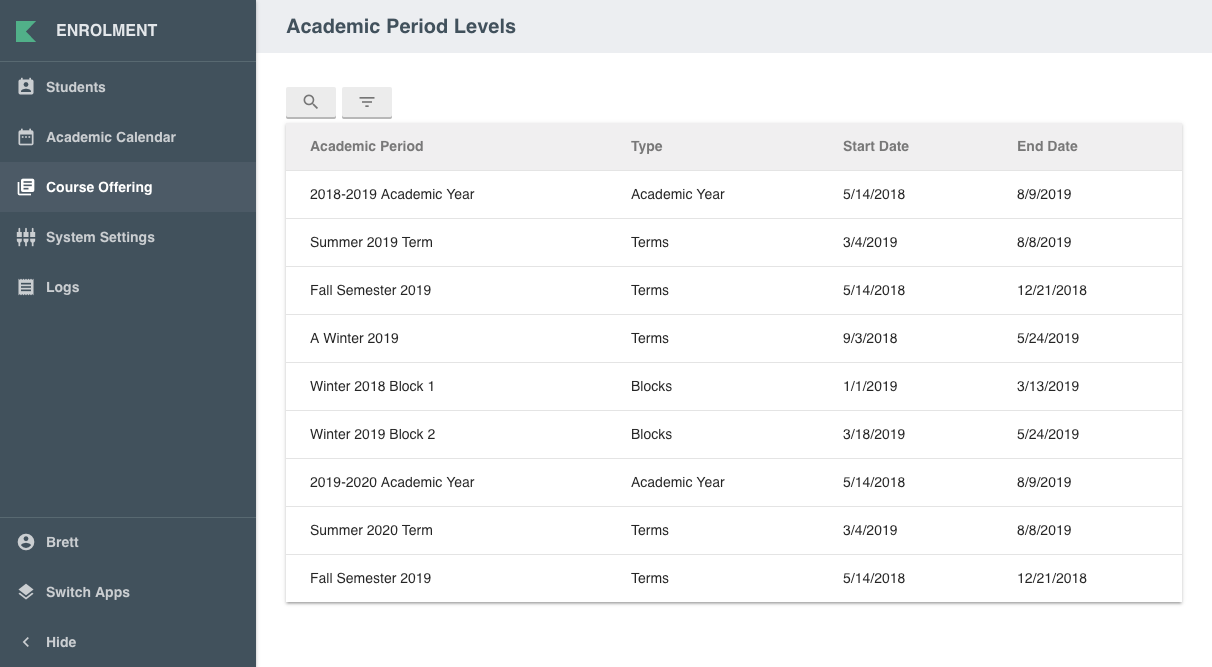 ENROLMENT
Students
Academic Calendar
Course Offering
System Settings
Logs
Brett
Switch Apps
Hide
Academic Period Levels
Academic Period Type Start Date End Date
2018-2019 Academic Year Academic Year 5/14/2018 8/9/2019
Summer 2019 Term Terms 3/4/2019 8/8/2019
Fall Semester 2019 Terms 5/14/2018 12/21/2018
A Winter 2019 Terms 9/3/2018 5/24/2019
Winter 2018 Block 1 Blocks 1/1/2019 3/13/2019
Winter 2019 Block 2 Blocks 3/18/2019 5/24/2019
2019-2020 Academic Year Academic Year 5/14/2018 8/9/2019
Summer 2020 Term Terms 3/4/2019 8/8/2019
Fall Semester 2019 Terms 5/14/2018 12/21/2018